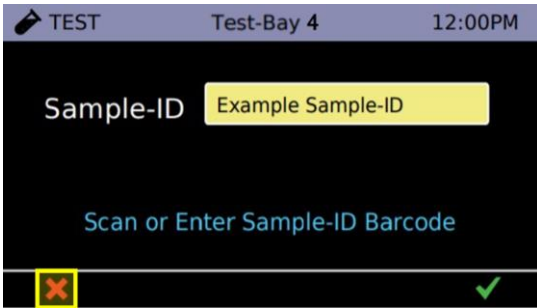 TEST Test-Bay 4 12:00PM
Sample-ID Example Sample-ID
Scan or Enter Sample-ID Barcode